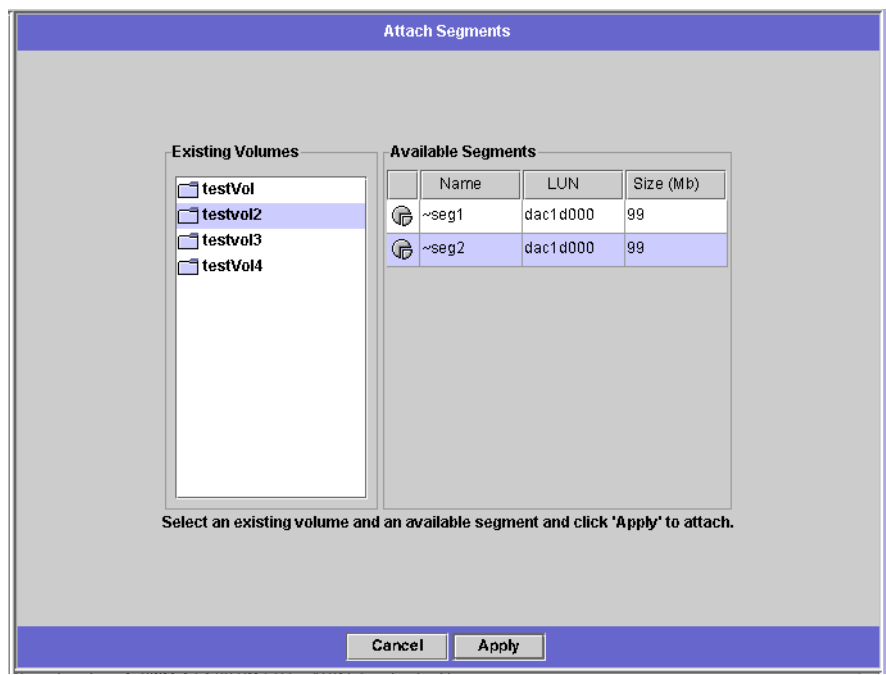 Attach Segments
Existing Volumes
testVol
testvol2
testvol3
testVol4
Available Segments
Name LUN Size (Mb)
~seg1 dac1d000 99
~seg2 dac1d000 99
Select an existing volume and an available segment and click 'Apply' to attach.
Cancel Apply